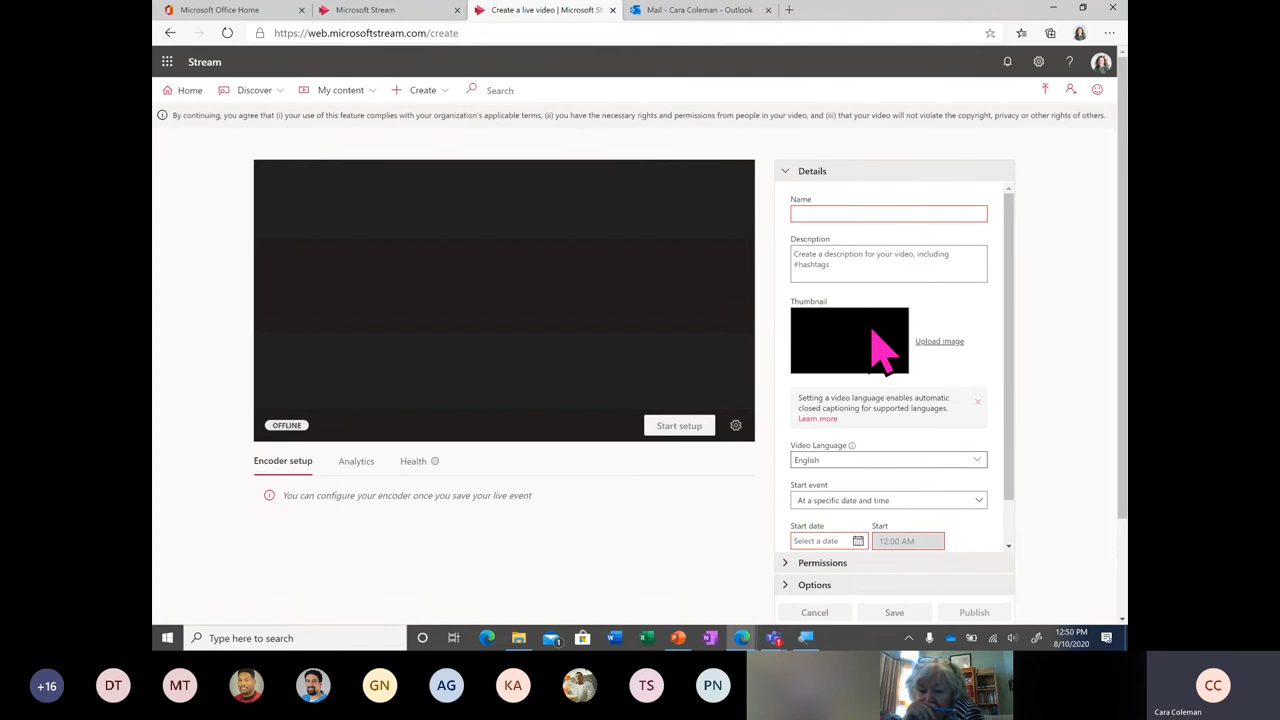 Microsoft Office Home
Microsoft Stream
Create a live video | Microsoft St
Mail - Cara Coleman - Outlook
https://web.microsoftstream.com/create
Stream
Home
Discover
My content
Create
Search
By continuing, you agree that (i) your use of this feature complies with your organization's applicable terms, (ii) you have the necessary rights and permissions from people in your video, and (iii) that your video will not violate the copyright, privacy or other rights of others.
OFFLINE
Start setup
Encoder setup
Analytics
Health
You can configure your encoder once you save your live event
Details
Name
Description
Create a description for your video, including
#hashtags
Thumbnail
Upload image
Setting a video language enables automatic
closed captioning for supported languages.
Learn more
Video Language
English
Start event
At a specific date and time
Start date
Start
Select a date
12:00 AM
Permissions
Options
Cancel
Save
Publish
Type here to search
12:50 PM
8/10/2020
+16
DT
MT
GN
AG
KA
TS
PN
CC
Cara Coleman